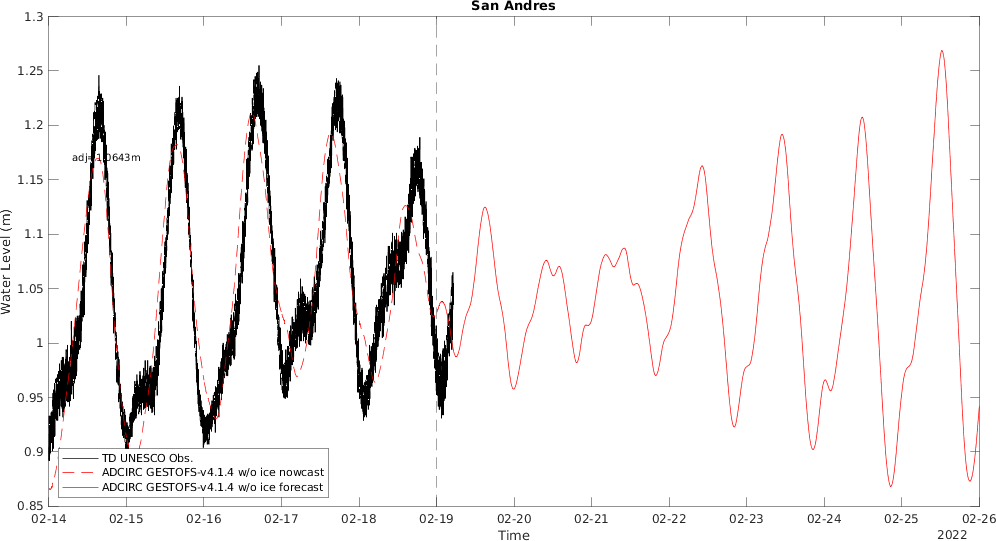 San Andres
Water Level (m)
1.3
1.25
1.2
1.15
1.1
1.05
1
0.95
0.9
0.85
adj=1.0643m
TD UNESCO Obs.
ADCIRC GESTOFS-v4.1.4 w/o ice nowcast
ADCIRC GESTOFS-v4.1.4 w/o ice forecast
02-14 02-15 02-16 02-17 02-18 02-19 02-20 02-21 02-22 02-23 02-24 02-25 02-26
Time
2022